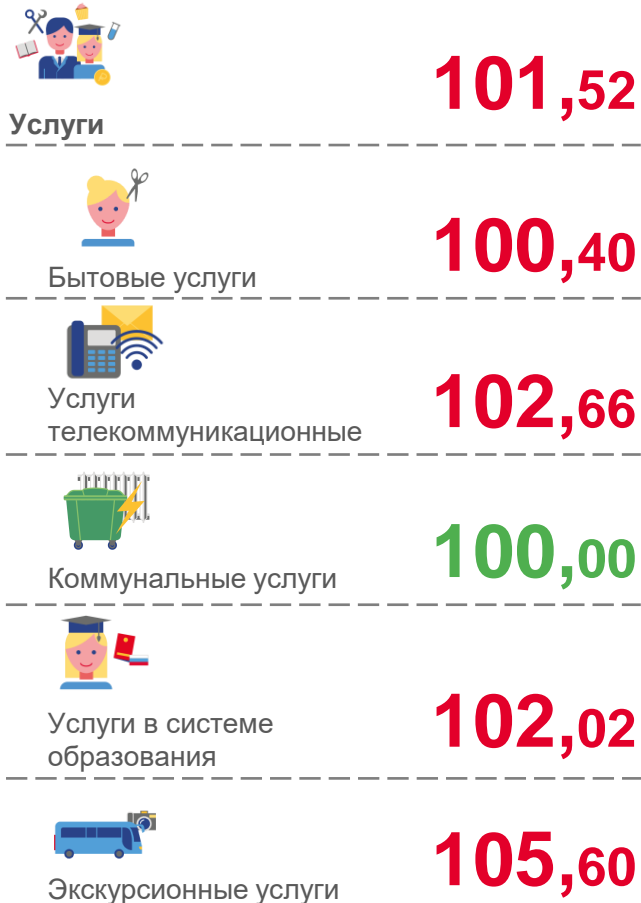 101,52
Услуги
100,40
Бытовые услуги
Услуги
телекоммуникационные
102,66
100,00
Коммунальные услуги
102,02
Услуги в системе
образования
105,60
Экскурсионные услуги